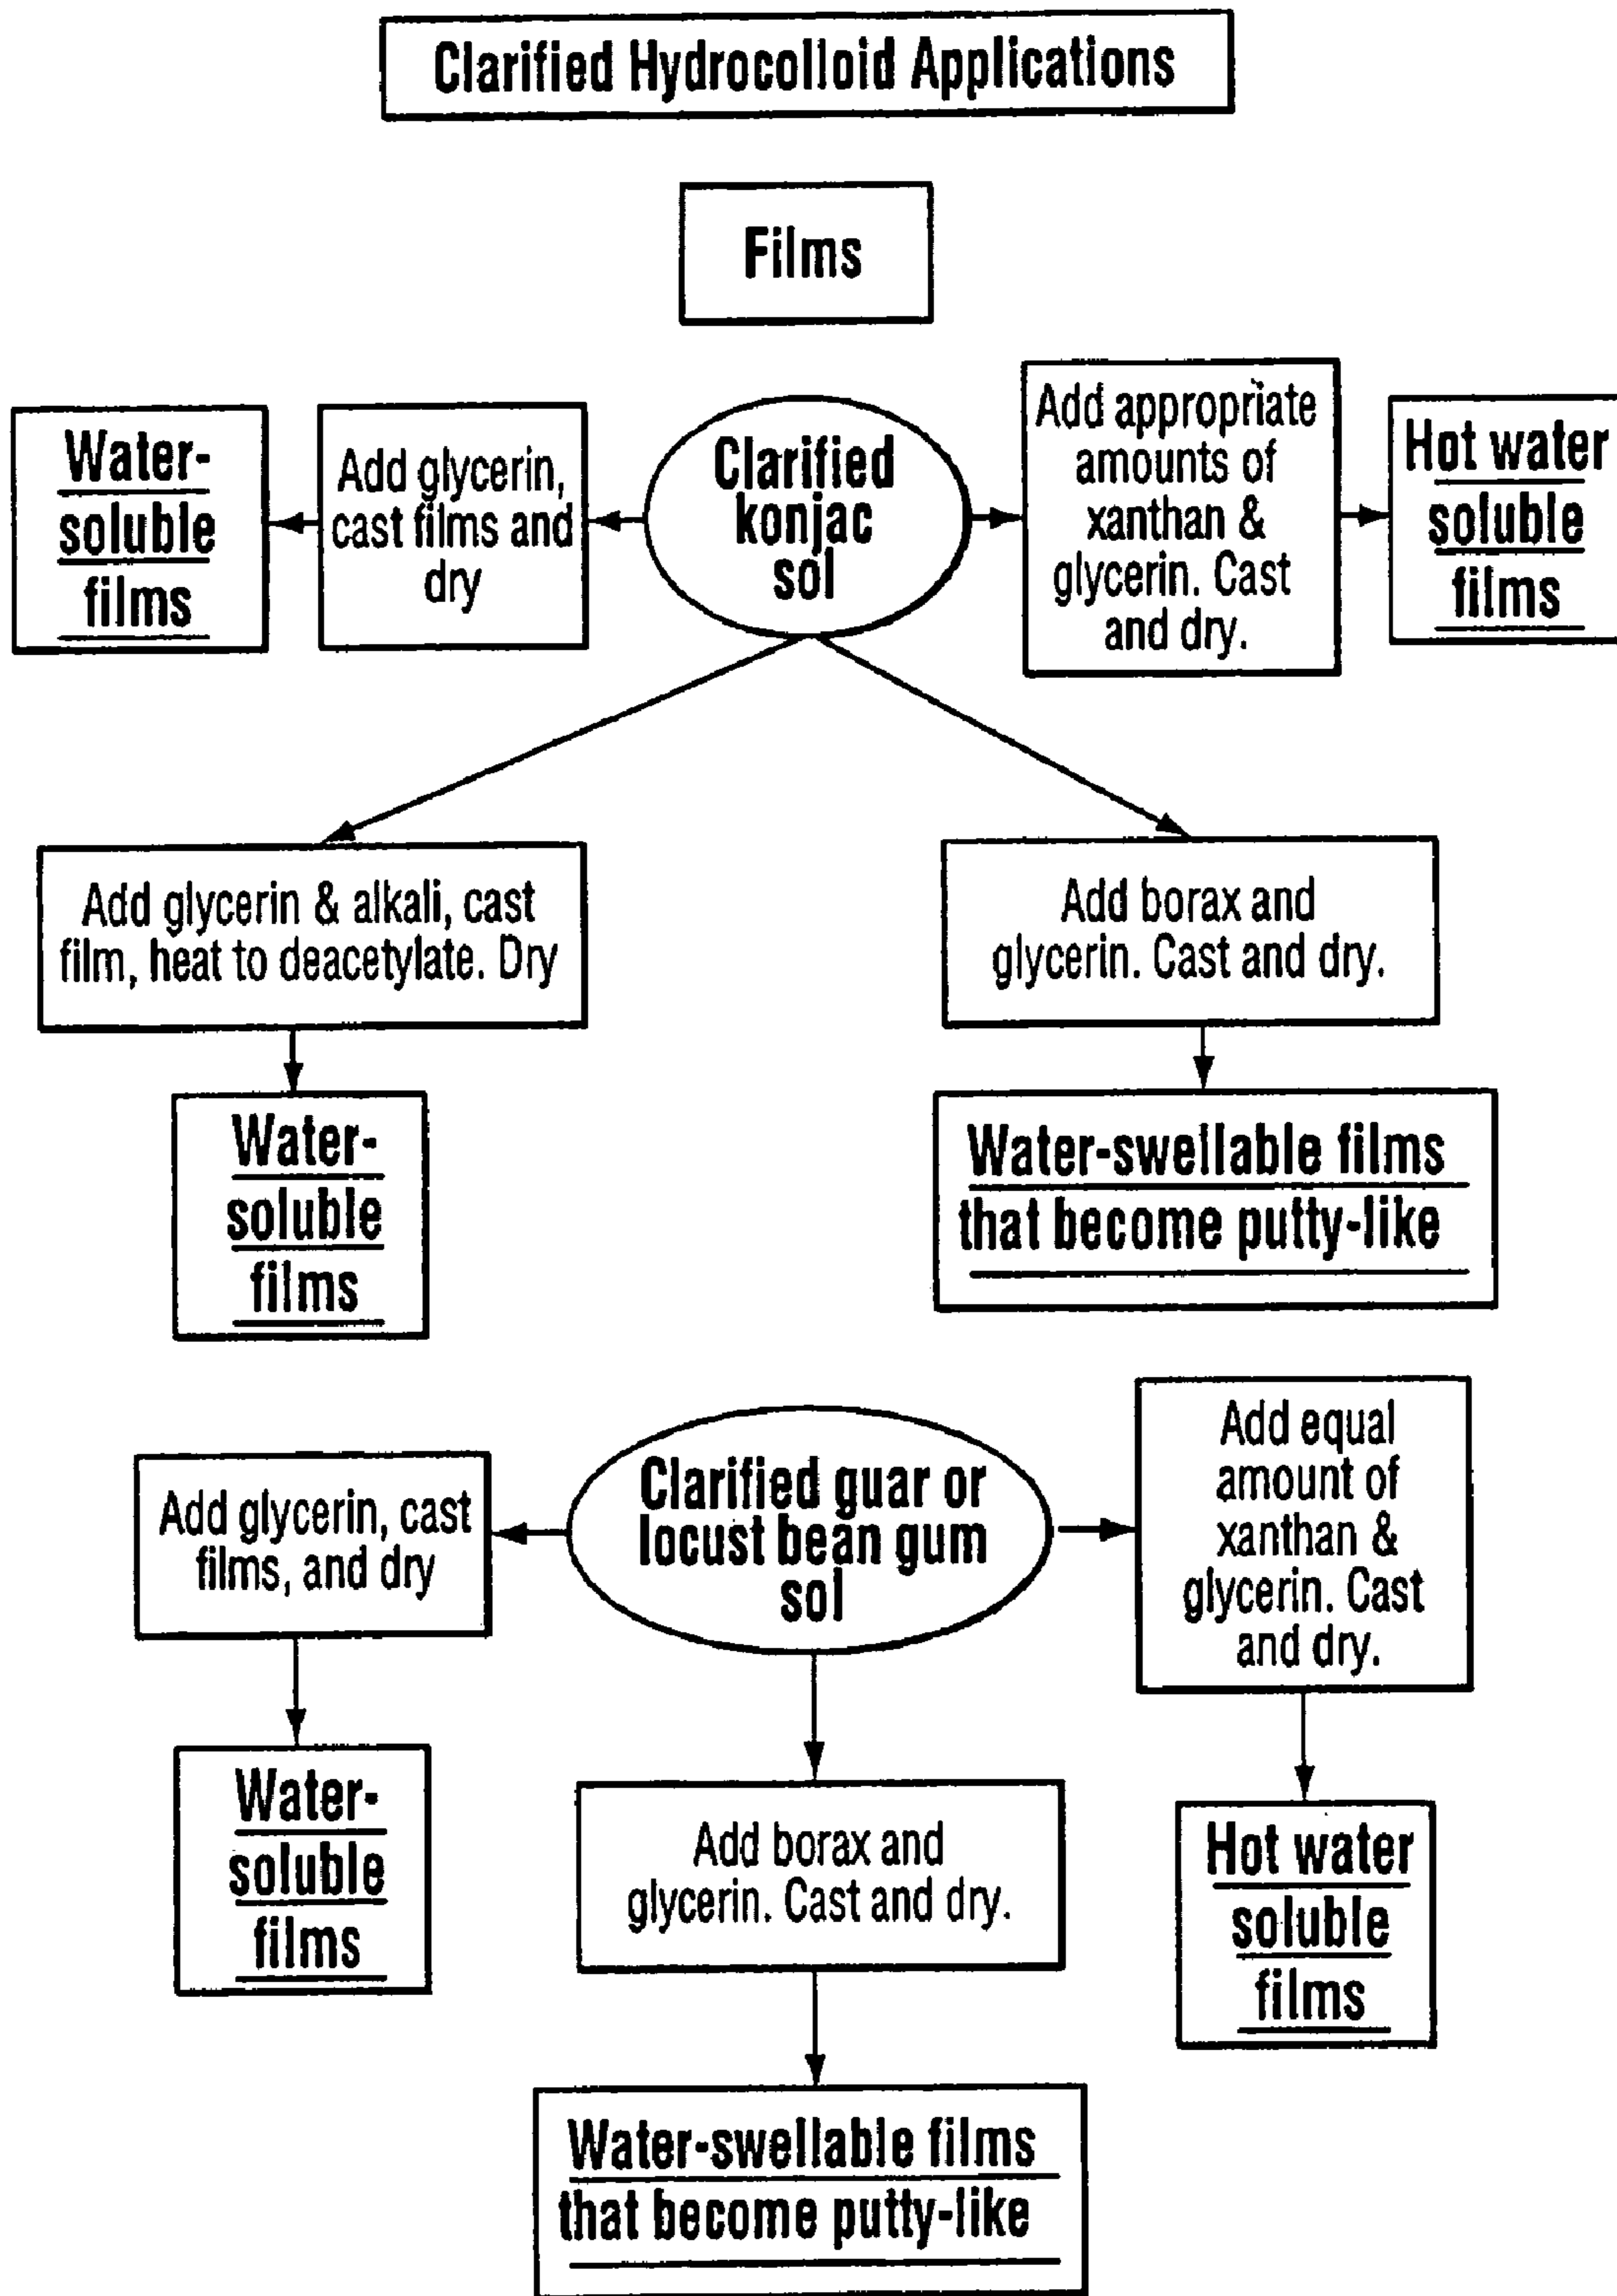 Clarified Hydrocolloid Applications
Films
Water-
soluble
films
Add glycerin,
cast films and
dry
Clarified
konjac
sol
Add appropriate
amounts of
xanthan &
glycerin. Cast
and dry.
Hot water
soluble
films
Add glycerin & alkali, cast
film, heat to deacetylate. Dry
Add borax and
glycerin. Cast and dry.
Water-
soluble
films
Water-swellable films
that become putty-like
Add glycerin, cast
films, and dry
Clarified guar or
locust bean gum
sol
Add equal
amount of
xanthan &
glycerin. Cast
and dry.
Water-
soluble
films
Add borax and
glycerin. Cast and dry.
Hot water
soluble
films
Water-swellable films
that become putty-like